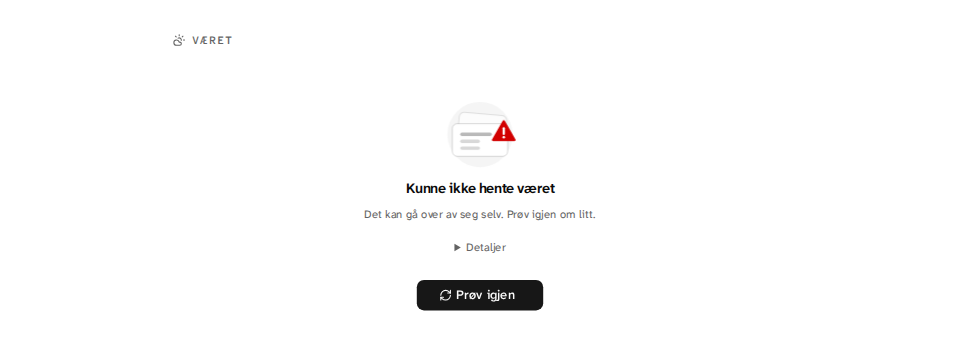 VÆRET
Kunne ikke hente været
Det kan gå over av seg selv. Prøv igjen om litt.
Detaljer
Prøv igjen